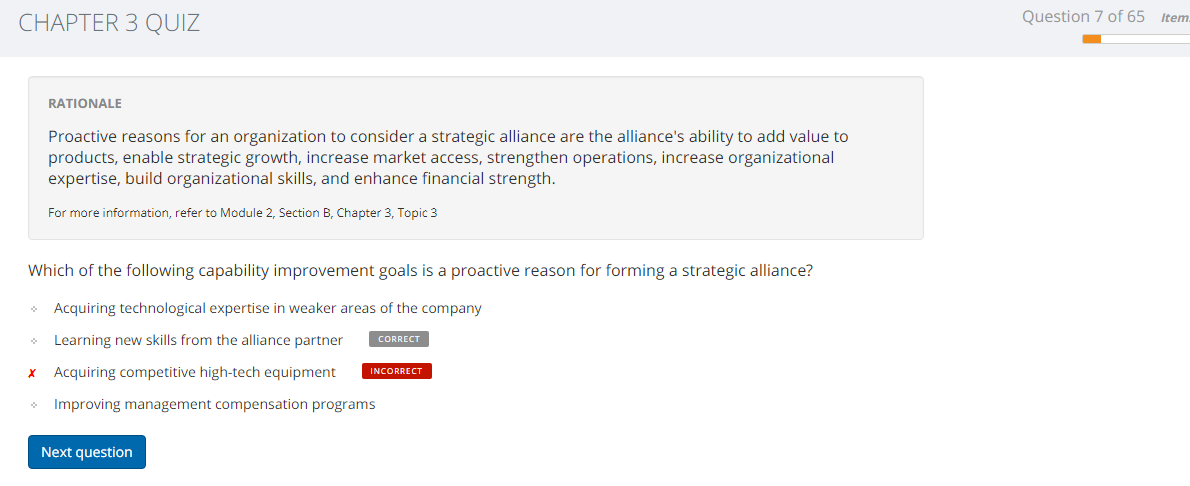 CHAPTER 3 QUIZ
Question 7 of 65 Item
RATIONALE
Proactive reasons for an organization to consider a strategic alliance are the alliance's ability to add value to
products, enable strategic growth, increase market access, strengthen operations, increase organizational
expertise, build organizational skills, and enhance financial strength.
For more information, refer to Module 2, Section B, Chapter 3, Topic 3
Which of the following capability improvement goals is a proactive reason for forming a strategic alliance?
Acquiring technological expertise in weaker areas of the company
Learning new skills from the alliance partner CORRECT
✗ Acquiring competitive high-tech equipment INCORRECT
Improving management compensation programs
Next question